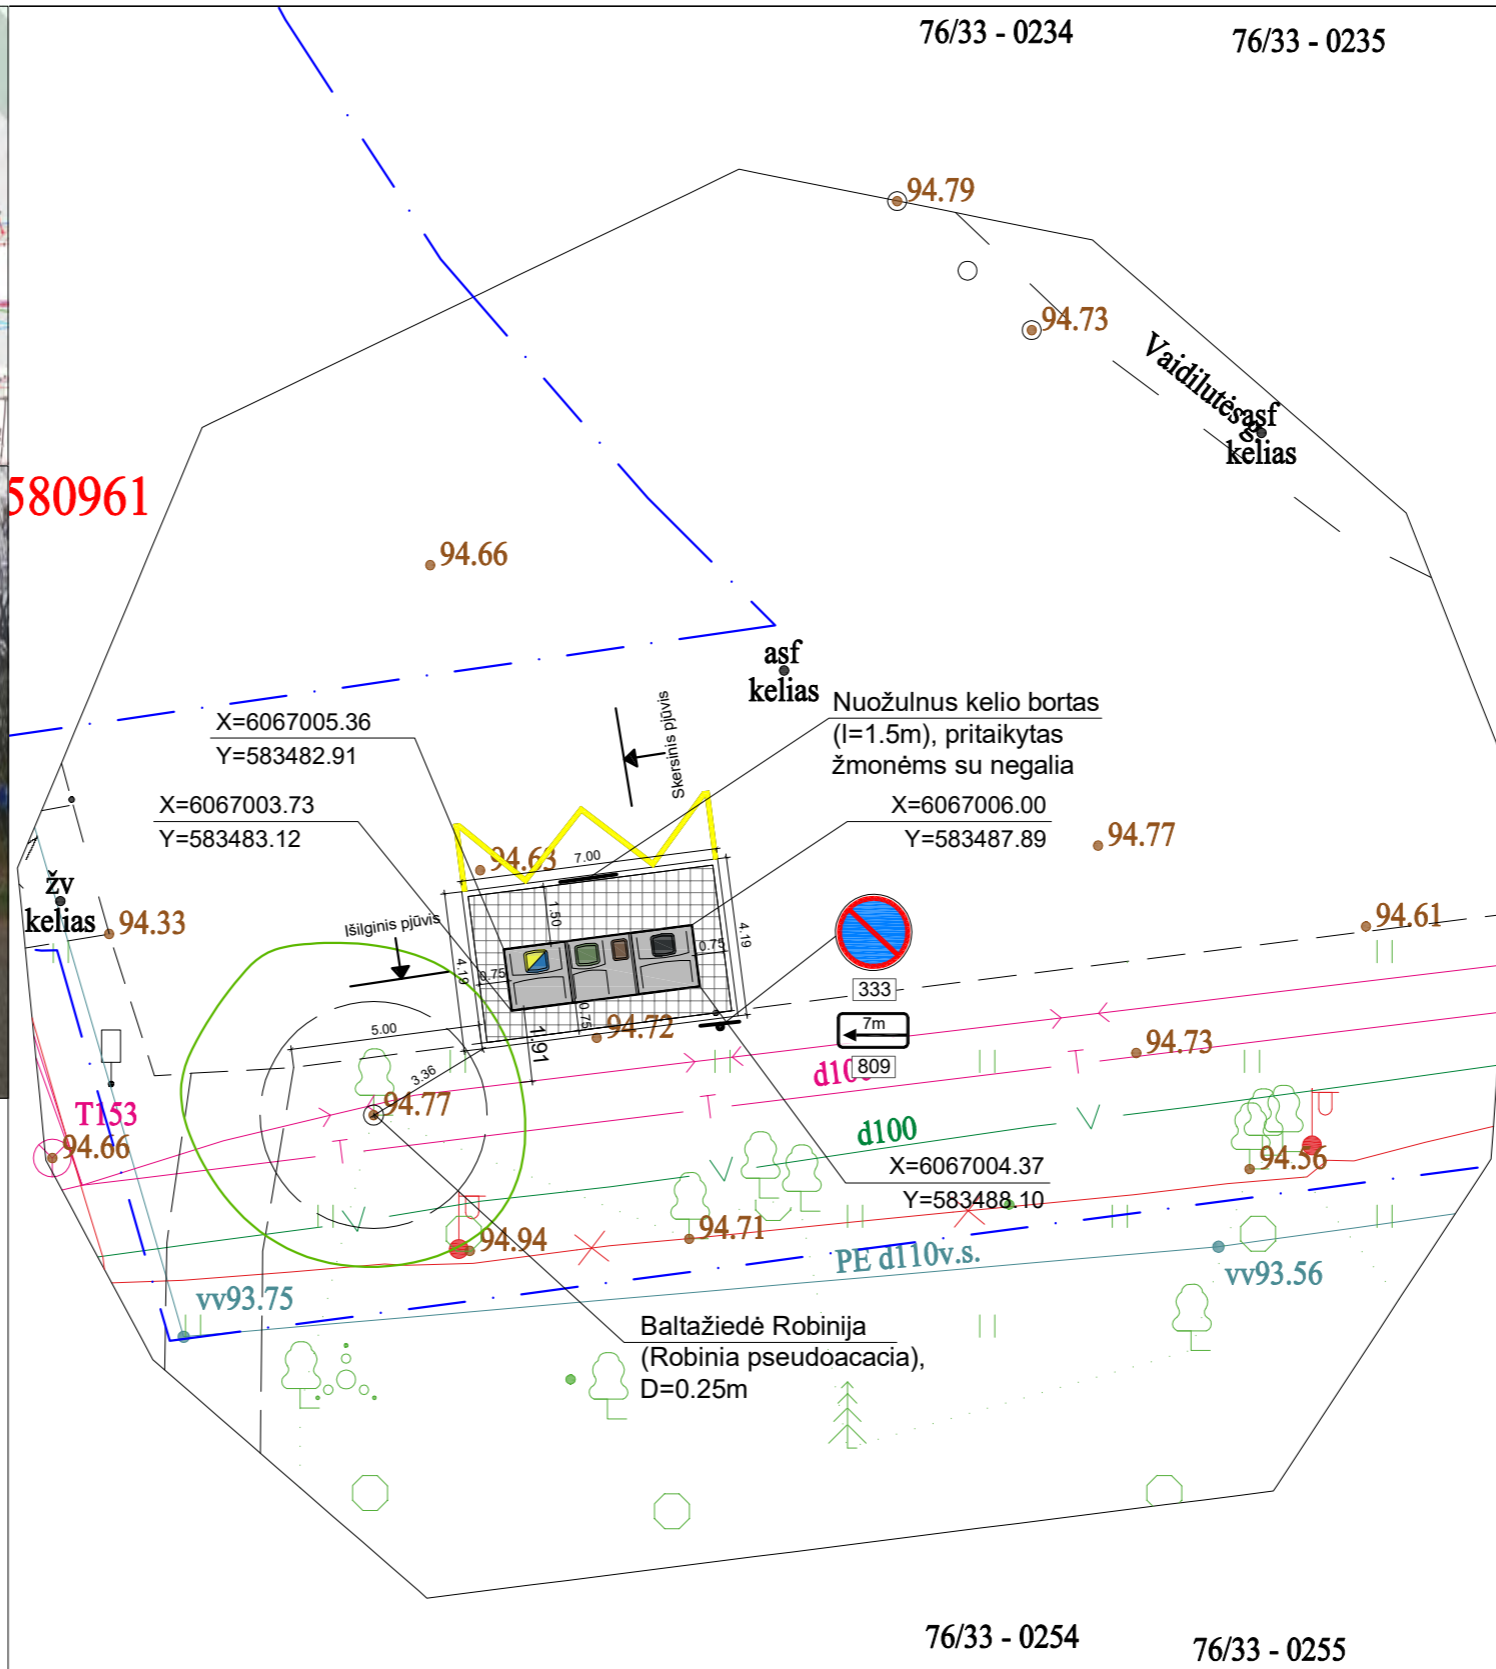 76/33 - 0234
76/33 - 0235
94.79
94.73
Vaidilutės g.
asf
kelias
580961
94.66
asf
kelias
Skersinis pjūvis
X=6067005.36
Y=583482.91
Nuožulnus kelio bortas
(l=1.5m), pritaikytas
žmonėms su negalia
X=6067003.73
Y=583483.12
X=6067006.00
Y=583487.89
94.63
7.00
94.77
žv
kelias
94.33
Išilginis pjūvis
1.50
4.19
4.19
0.75
0.75
0.75
94.61
333
7m
809
94.72
5.00
1.91
3.36
94.73
d100
T
T
T
T153
94.77
94.66
d100
V
V
V
94.56
X=6067004.37
Y=583488.10
94.94
94.71
PE d110v.s.
vv93.56
vv93.75
Baltažiedė Robinija
(Robinia pseudoacacia),
D=0.25m
76/33 - 0254
76/33 - 0255